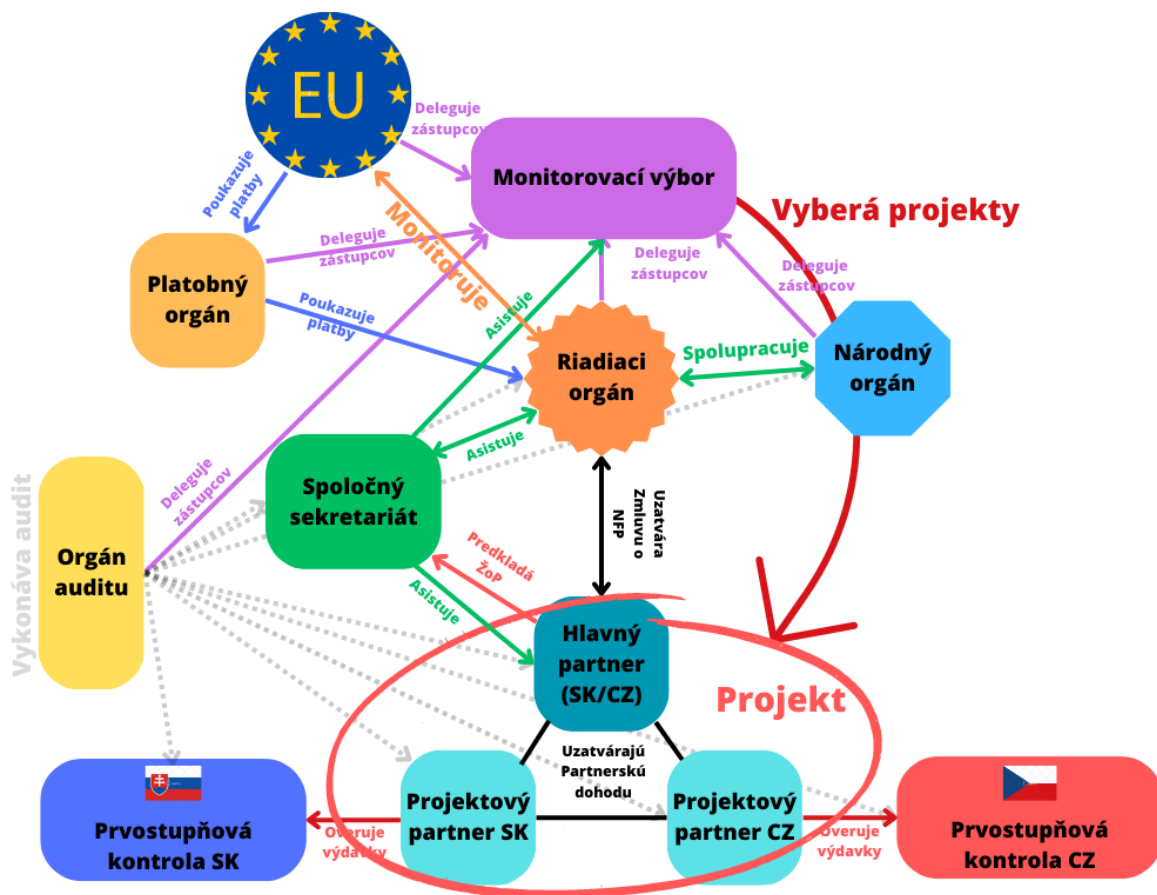 EU
Deleguje
zástupcov
Monitorovací výbor
Vyberá projekty
Poukazuje
platby
Deleguje
zástupcov
Monitoruje
Deleguje
zástupcov
Deleguje
zástupcov
Platobný
orgán
Poukazuje
platby
Asistuje
Riadiaci
orgán
Spolupracuje
Národný
orgán
Asistuje
Spoločný
sekretariát
Deleguje
zástupcov
Vykonáva audit
Orgán
auditu
Uzatvára
Zmluvu o
NFP
Predkladá
ŽoP
Asistuje
Hlavný
partner
(SK/CZ)
Projekt
Uzatvárajú
Partnerskú
dohodu
Prvostupňová
kontrola SK
Overuje
výdavky
Projektový
partner SK
Projektový
partner CZ
Overuje
výdavky
Prvostupňová
kontrola CZ